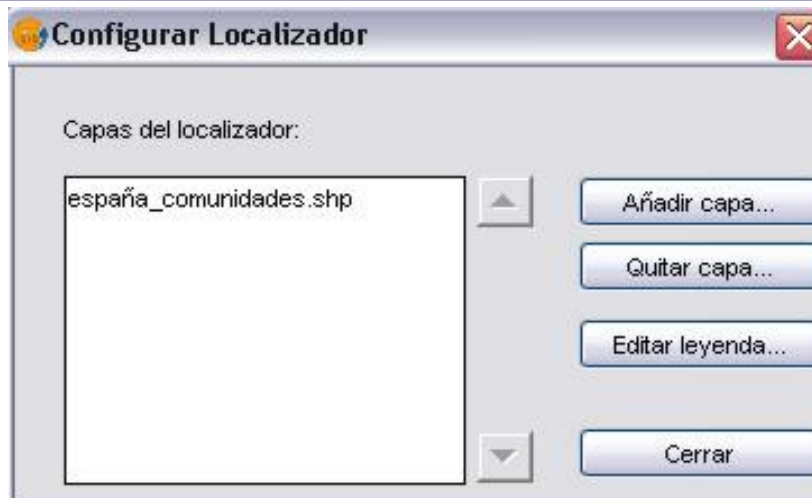 Configurar Localizador
Capas del localizador:
españa_comunidades.shp
Añadir capa...
Quitar capa...
Editar leyenda...
Cerrar